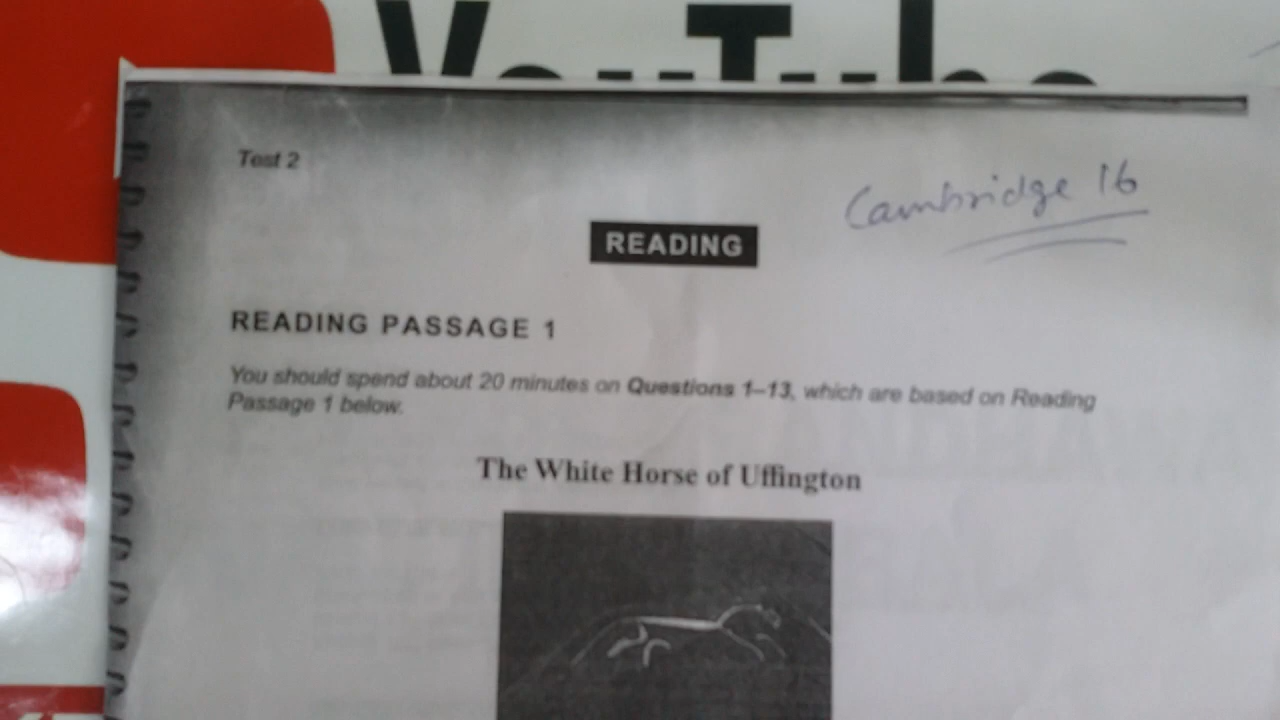 YouTube
Test 2
Cambridge 16
READING
READING PASSAGE 1
You should spend about 20 minutes on Questions 1–13, which are based on Reading
Passage 1 below.
The White Horse of Uffington